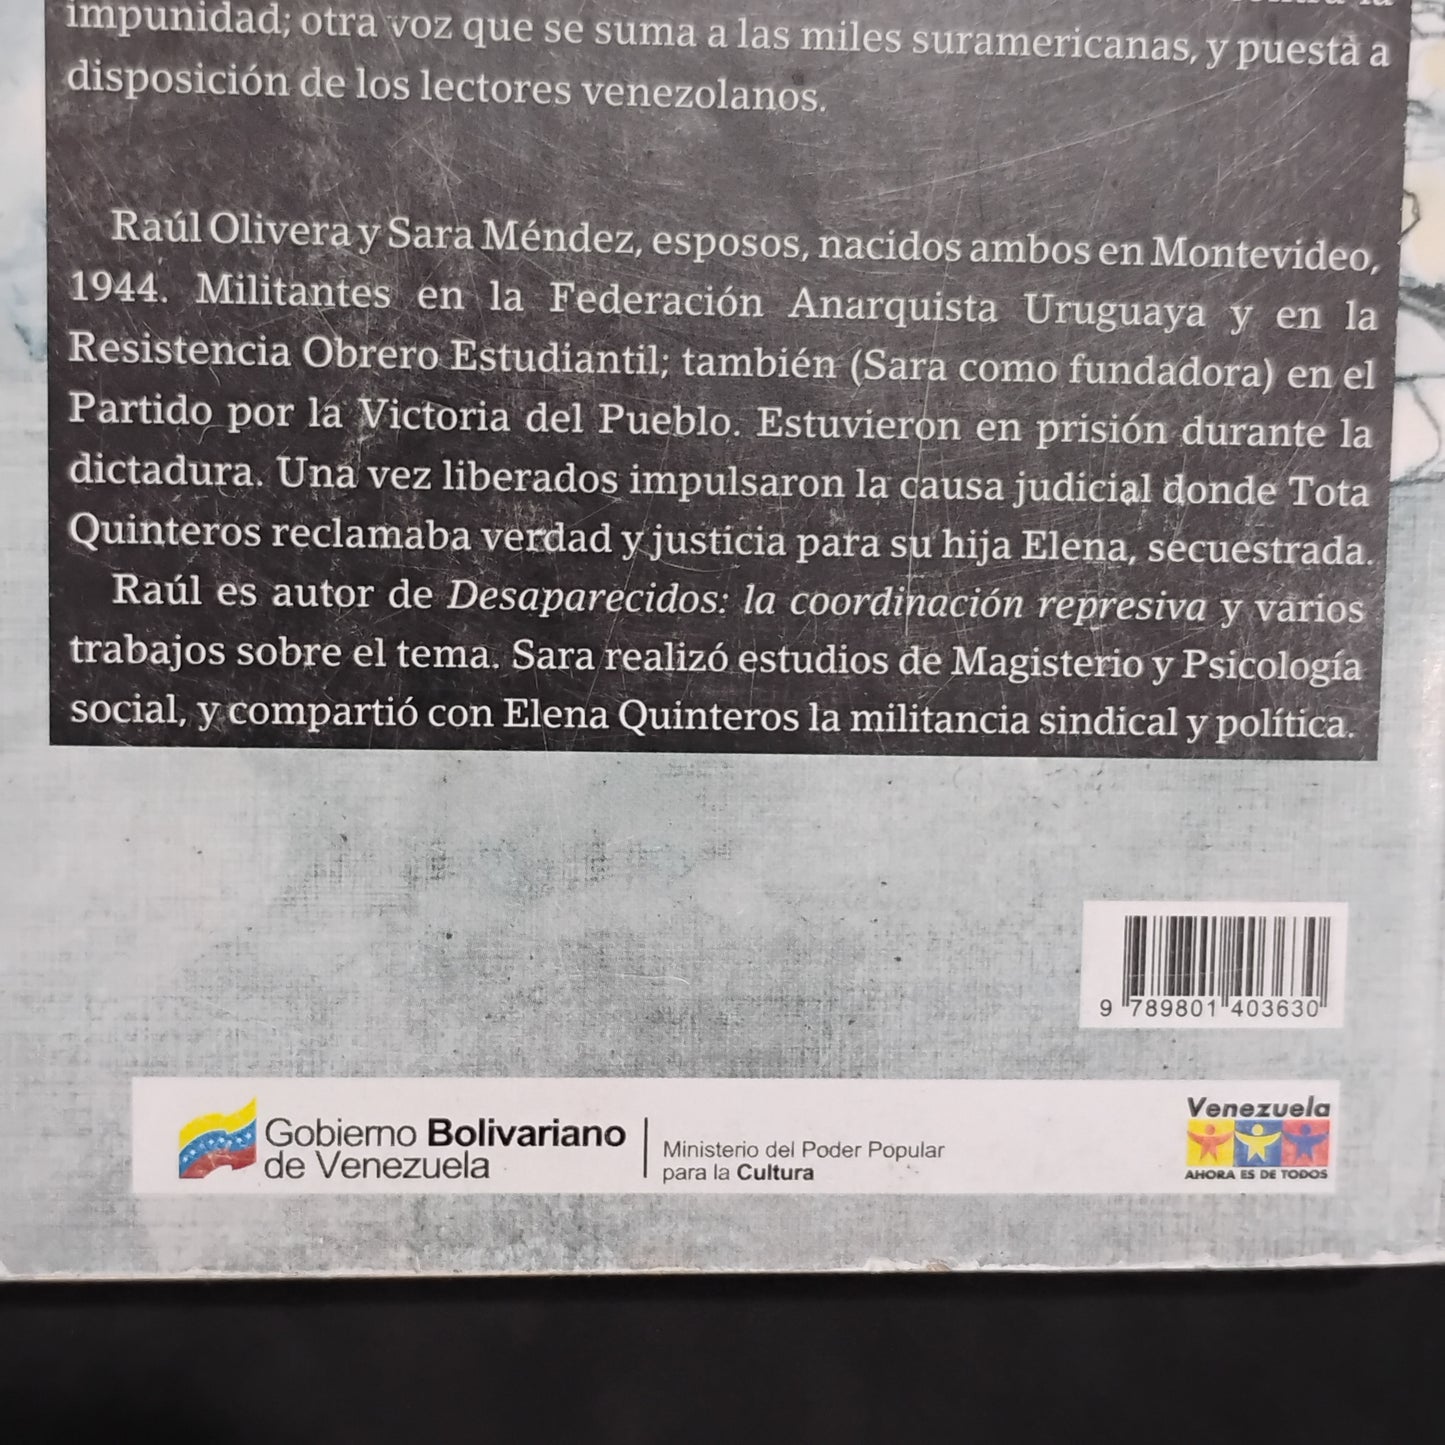 impunidad; otra voz que se suma a las miles suramericanas, y puesta a
disposición de los lectores venezolanos.
Raúl Olivera y Sara Méndez, esposos, nacidos ambos en Montevideo,
1944. Militantes en la Federación Anarquista Uruguaya y en la
Resistencia Obrero Estudiantil; también (Sara como fundadora) en el
Partido por la Victoria del Pueblo. Estuvieron en prisión durante la
dictadura. Una vez liberados impulsaron la causa judicial donde Tota
Quinteros reclamaba verdad y justicia para su hija Elena, secuestrada.
Raúl es autor de Desaparecidos: la coordinación represiva y varios
trabajos sobre el tema. Sara realizó estudios de Magisterio y Psicología
social, y compartió con Elena Quinteros la militancia sindical y política.
9 789801 403630
Gobierno Bolivariano
de Venezuela
Ministerio del Poder Popular
para la Cultura
Venezuela
AHORA ES DE TODOS